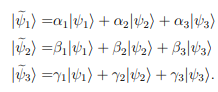 |ψ̃₁⟩ =α₁|ψ₁⟩ + α₂|ψ₂⟩ + α₃|ψ₃⟩
|ψ̃₂⟩ =β₁|ψ₁⟩ + β₂|ψ₂⟩ + β₃|ψ₃⟩
|ψ̃₃⟩ =γ₁|ψ₁⟩ + γ₂|ψ₂⟩ + γ₃|ψ₃⟩.